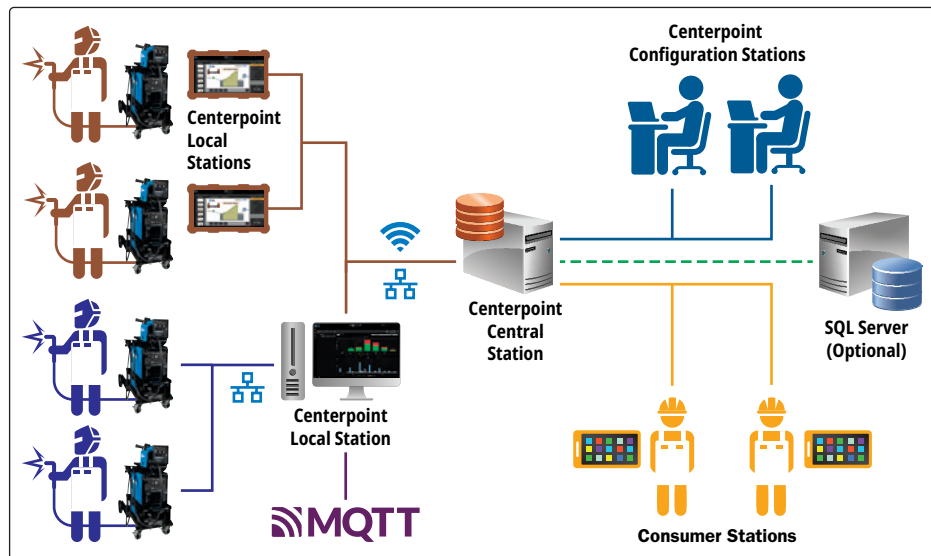 Centerpoint
Configuration Stations
Centerpoint
Local
Stations
Centerpoint
Central
Station
SQL Server
(Optional)
Centerpoint
Local Station
MQTT
Consumer Stations